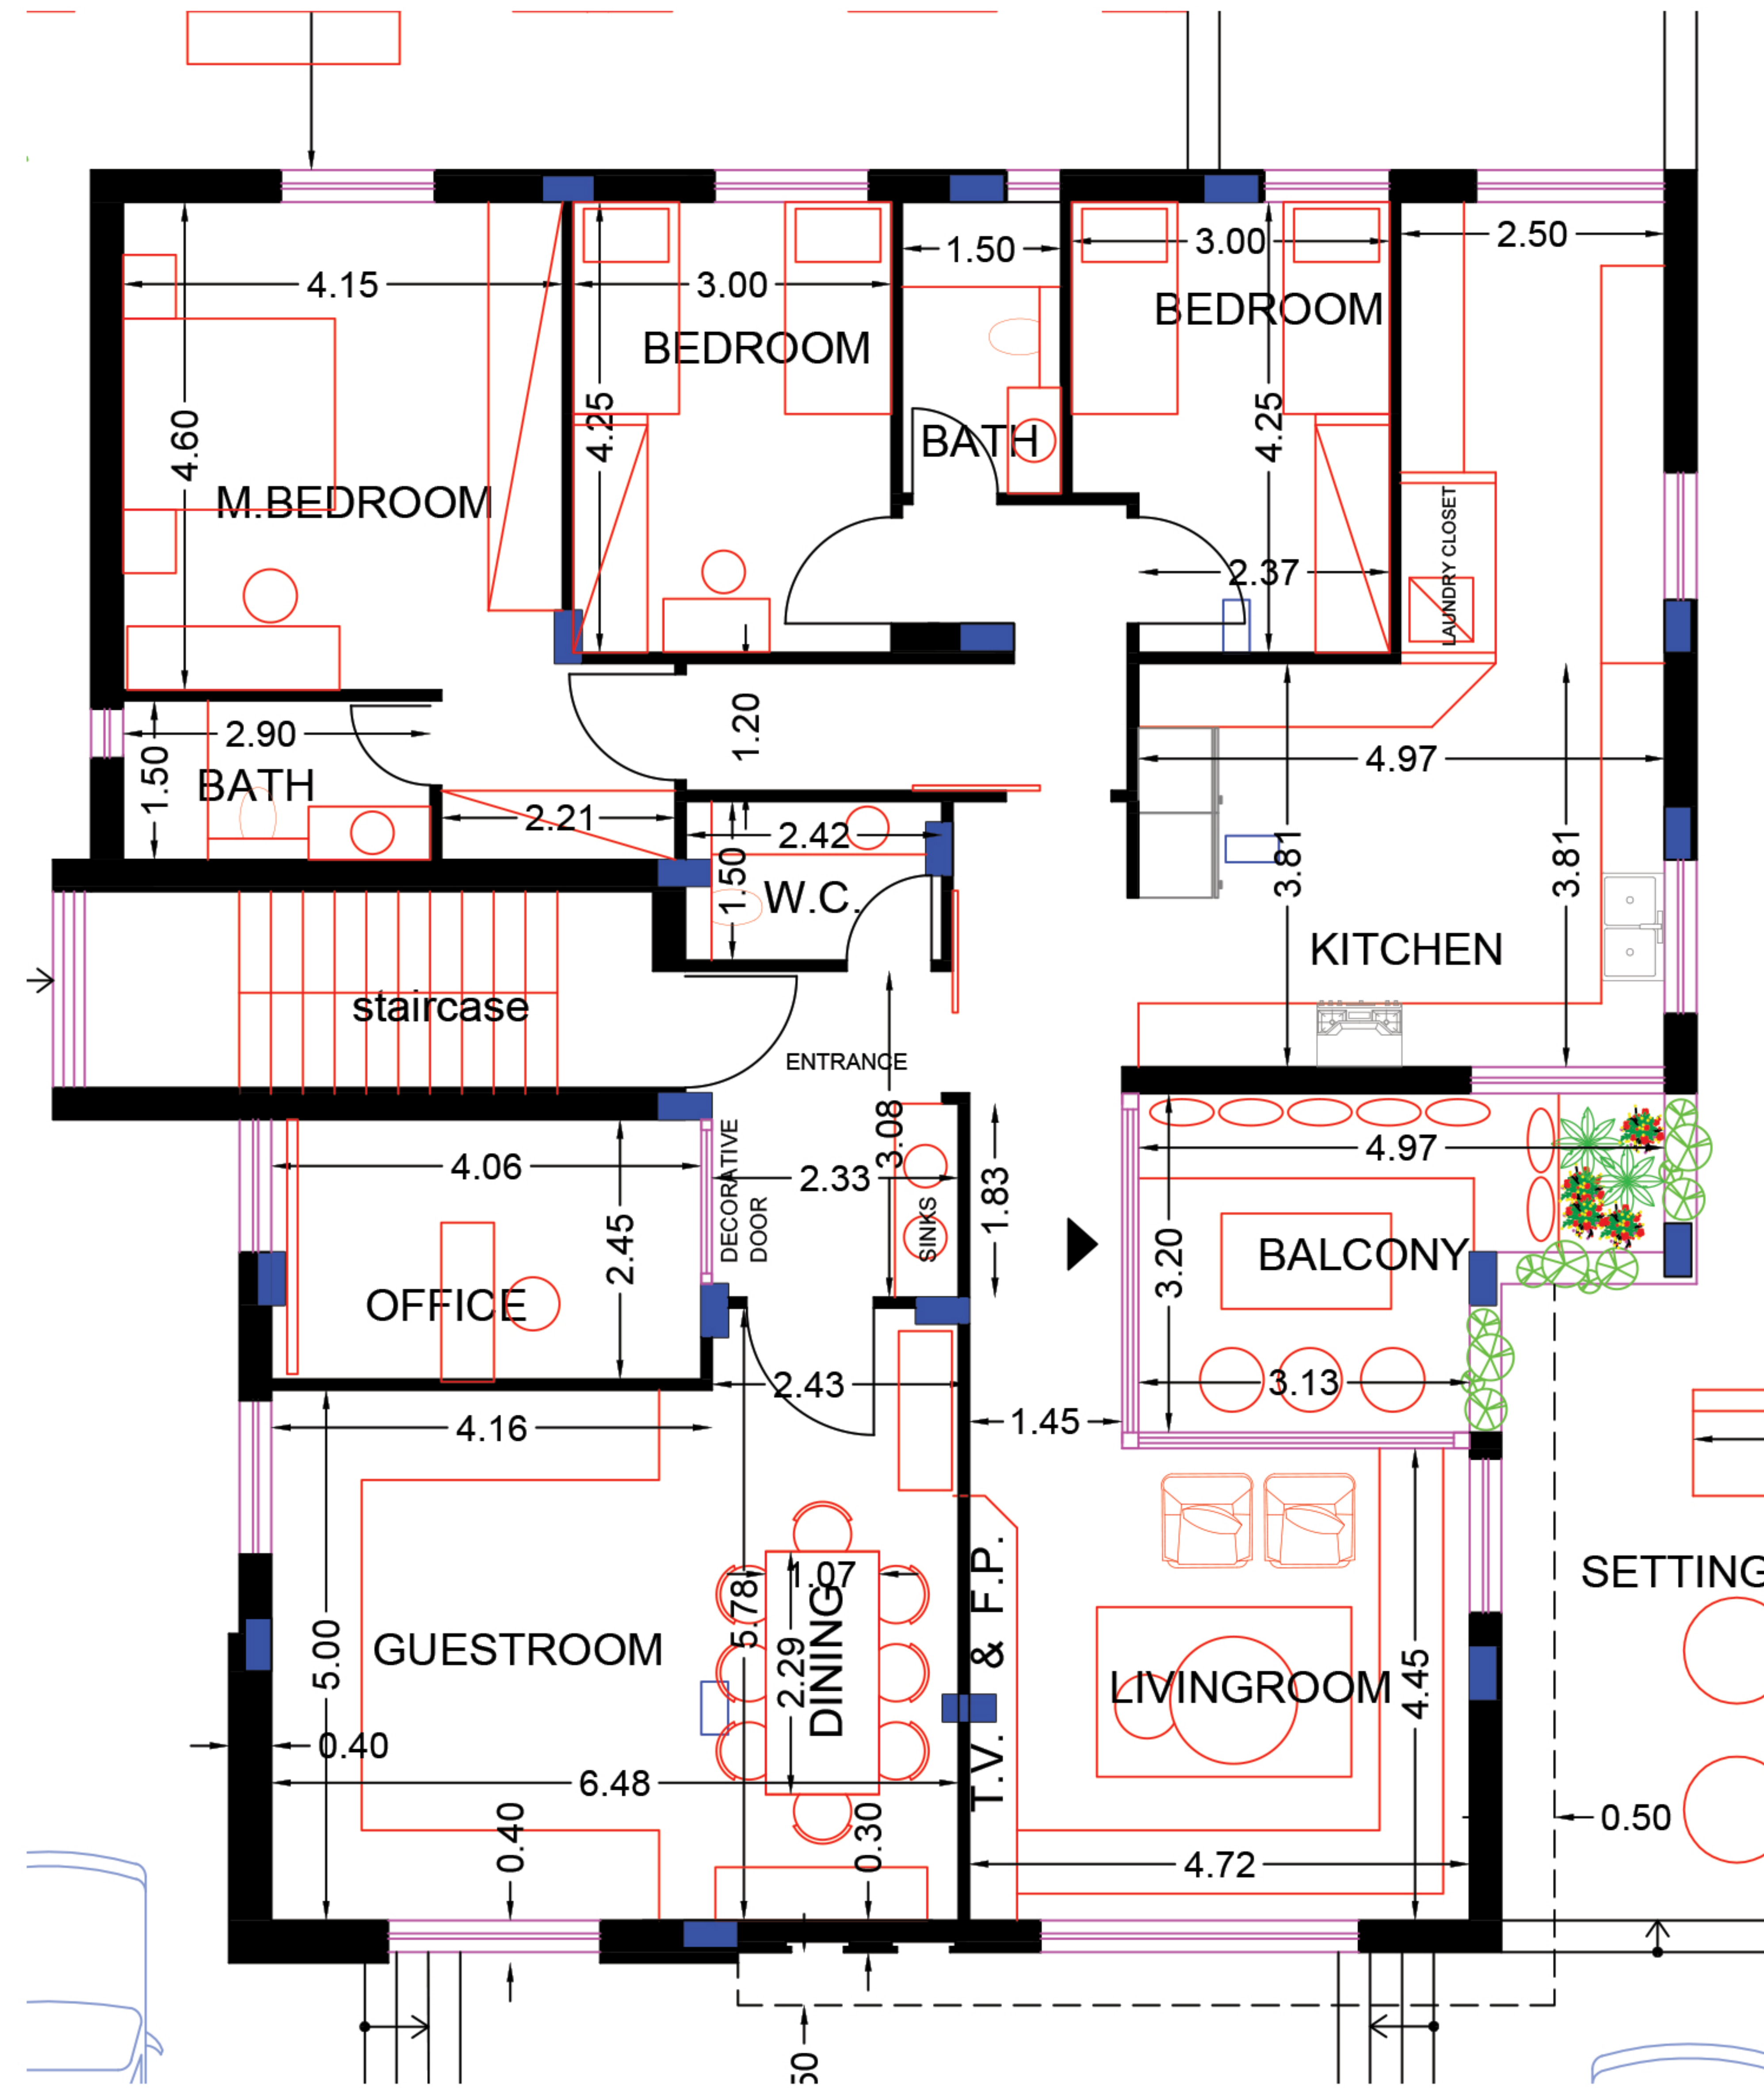 2.50
3.00
1.50
4.15
3.00
BEDROOM
BEDROOM
4.25
4.25
4.60
BATH
M.BEDROOM
LAUNDRY CLOSET
2.37
1.20
2.90
1.50
BATH
4.97
2.21
2.42
1.50
W.C.
3.81
3.81
KITCHEN
staircase
ENTRANCE
3.08
DECORATIVE
DOOR
4.06
2.33
SINKS
1.83
4.97
2.45
3.20
BALCONY
OFFICE
2.43
3.13
4.16
1.45
1.07
SETTING
5.78
2.29
DINING
T.V. & F.P.
GUESTROOM
5.00
LIVINGROOM
4.45
0.40
6.48
0.40
0.30
0.50
4.72